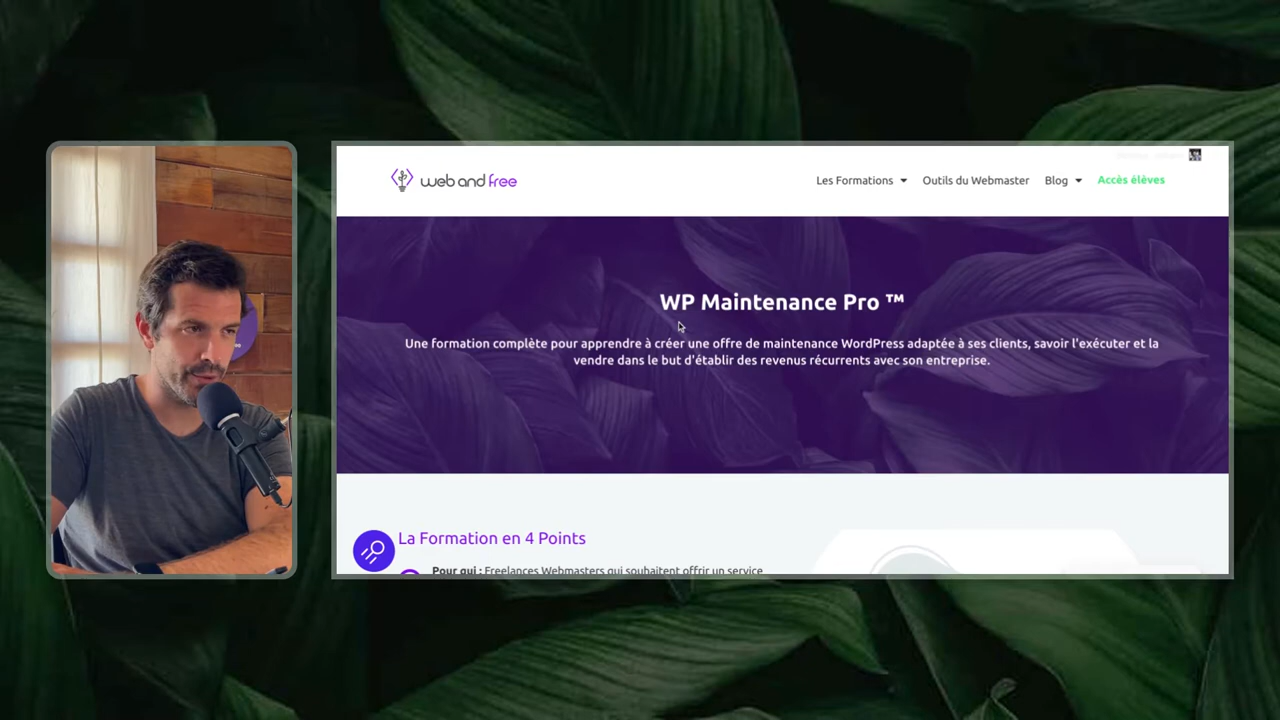 web and free
Les Formations
Outils du Webmaster
Blog
Accès élèves
WP Maintenance Pro ™
Une formation complète pour apprendre à créer une offre de maintenance WordPress adaptée à ses clients, savoir l'exécuter et la
vendre dans le but d'établir des revenus récurrents avec son entreprise.
La Formation en 4 Points
Pour qui : Freelances Webmasters qui souhaitent offrir un service